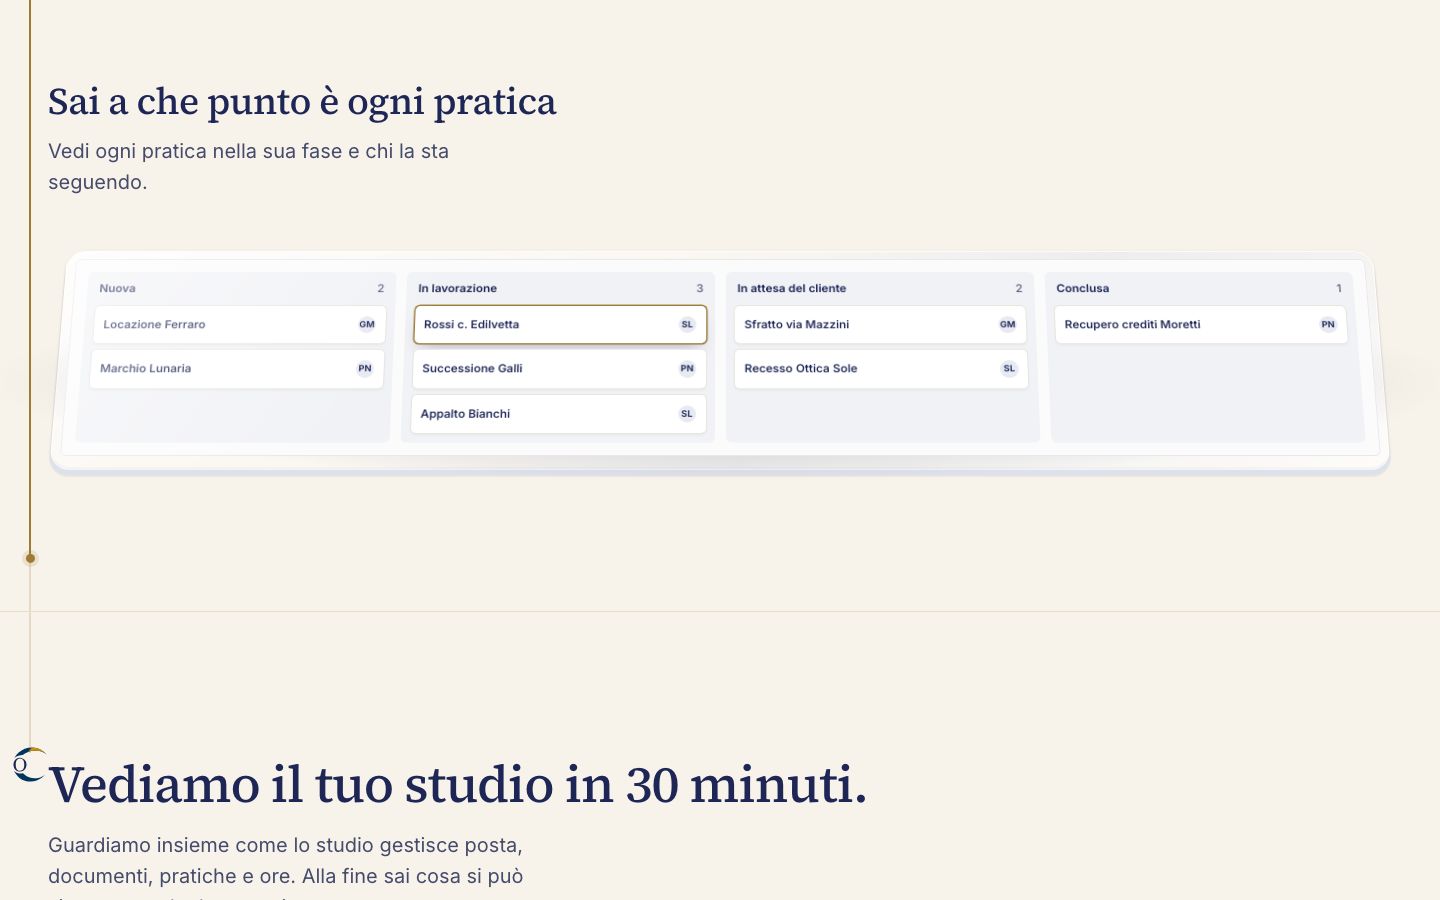 Sai a che punto è ogni pratica
Vedi ogni pratica nella sua fase e chi la sta
seguendo.
Nuova 2
Locazione Ferraro GM
Marchio Lunaria PN
In lavorazione 3
Rossi c. Edilvetta SL
Successione Galli PN
Appalto Bianchi SL
In attesa del cliente 2
Sfratto via Mazzini GM
Recesso Ottica Sole SL
Conclusa 1
Recupero crediti Moretti PN
Vediamo il tuo studio in 30 minuti.
Guardiamo insieme come lo studio gestisce posta,
documenti, pratiche e ore. Alla fine sai cosa si può